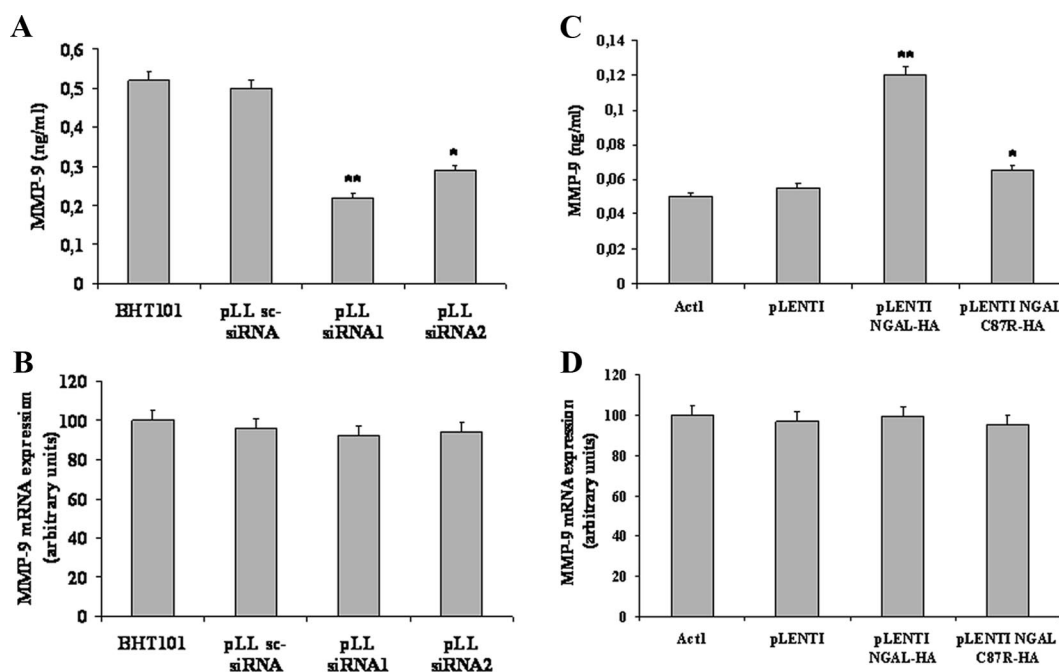 A
MMP-9 (ng/ml)
0,6
0,5
0,4
0,3
0,2
0,1
0
**
*
BHT101
pLL sc-
siRNA
pLL
siRNA1
pLL
siRNA2
B
MMP-9 mRNA expression
(arbitrary units)
120
100
80
60
40
20
0
BHT101
pLL sc-
siRNA
pLL
siRNA1
pLL
siRNA2
C
MMP-9 (ng/ml)
0,14
0,12
0,1
0,08
0,06
0,04
0,02
0
**
*
Act1
pLENTI
pLENTI
NGAL-HA
pLENTI NGAL
C87R-HA
D
MMP-9 mRNA expression
(arbitrary units)
120
100
80
60
40
20
0
Act1
pLENTI
pLENTI
NGAL-HA
pLENTI NGAL
C87R-HA